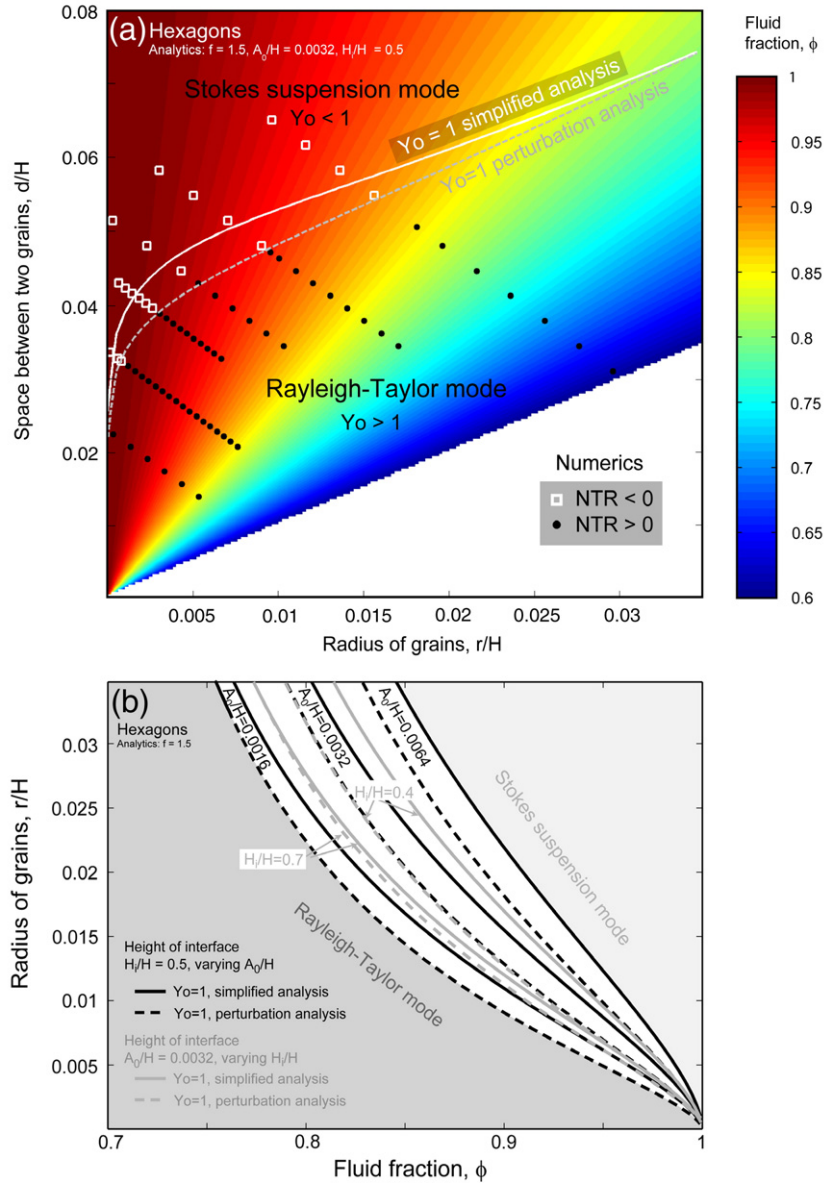 (a) Hexagons
Analytics: f = 1.5, A₀/H = 0.0032, Hᵢ/H = 0.5
Stokes suspension mode
Yo < 1
Yo = 1 simplified analysis
Yo=1 perturbation analysis
Rayleigh-Taylor mode
Yo > 1
Numerics
NTR < 0
NTR > 0
Space between two grains, d/H
0.08
0.06
0.04
0.02
0.005 0.01 0.015 0.02 0.025 0.03
Radius of grains, r/H
Fluid
fraction, ϕ
1
0.95
0.9
0.85
0.8
0.75
0.7
0.65
0.6
(b)
Hexagons
Analytics: f = 1.5
A₀/H=0.0016
A₀/H=0.0032
A₀/H=0.0064
Hᵢ/H=0.4
Hᵢ/H=0.7
Stokes suspension mode
Rayleigh-Taylor mode
Height of interface
Hᵢ/H = 0.5, varying A₀/H
Yo=1, simplified analysis
Yo=1, perturbation analysis
Height of interface
A₀/H = 0.0032, varying Hᵢ/H
Yo=1, simplified analysis
Yo=1, perturbation analysis
Radius of grains, r/H
0.03
0.025
0.02
0.015
0.01
0.005
0.7 0.8 0.9 1
Fluid fraction, ϕ